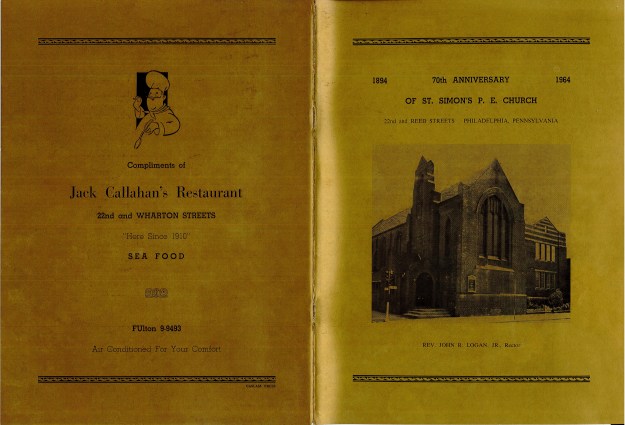 Compliments of
Jack Callahan's Restaurant
22nd and WHARTON STREETS
"Here Since 1910"
SEA FOOD
FUlton 9-9493
Air Conditioned For Your Comfort
1894 70th ANNIVERSARY 1964
OF ST. SIMON'S P. E. CHURCH
22nd and REED STREETS PHILADELPHIA, PENNSYLVANIA
REV. JOHN R. LOGAN, JR., Rector